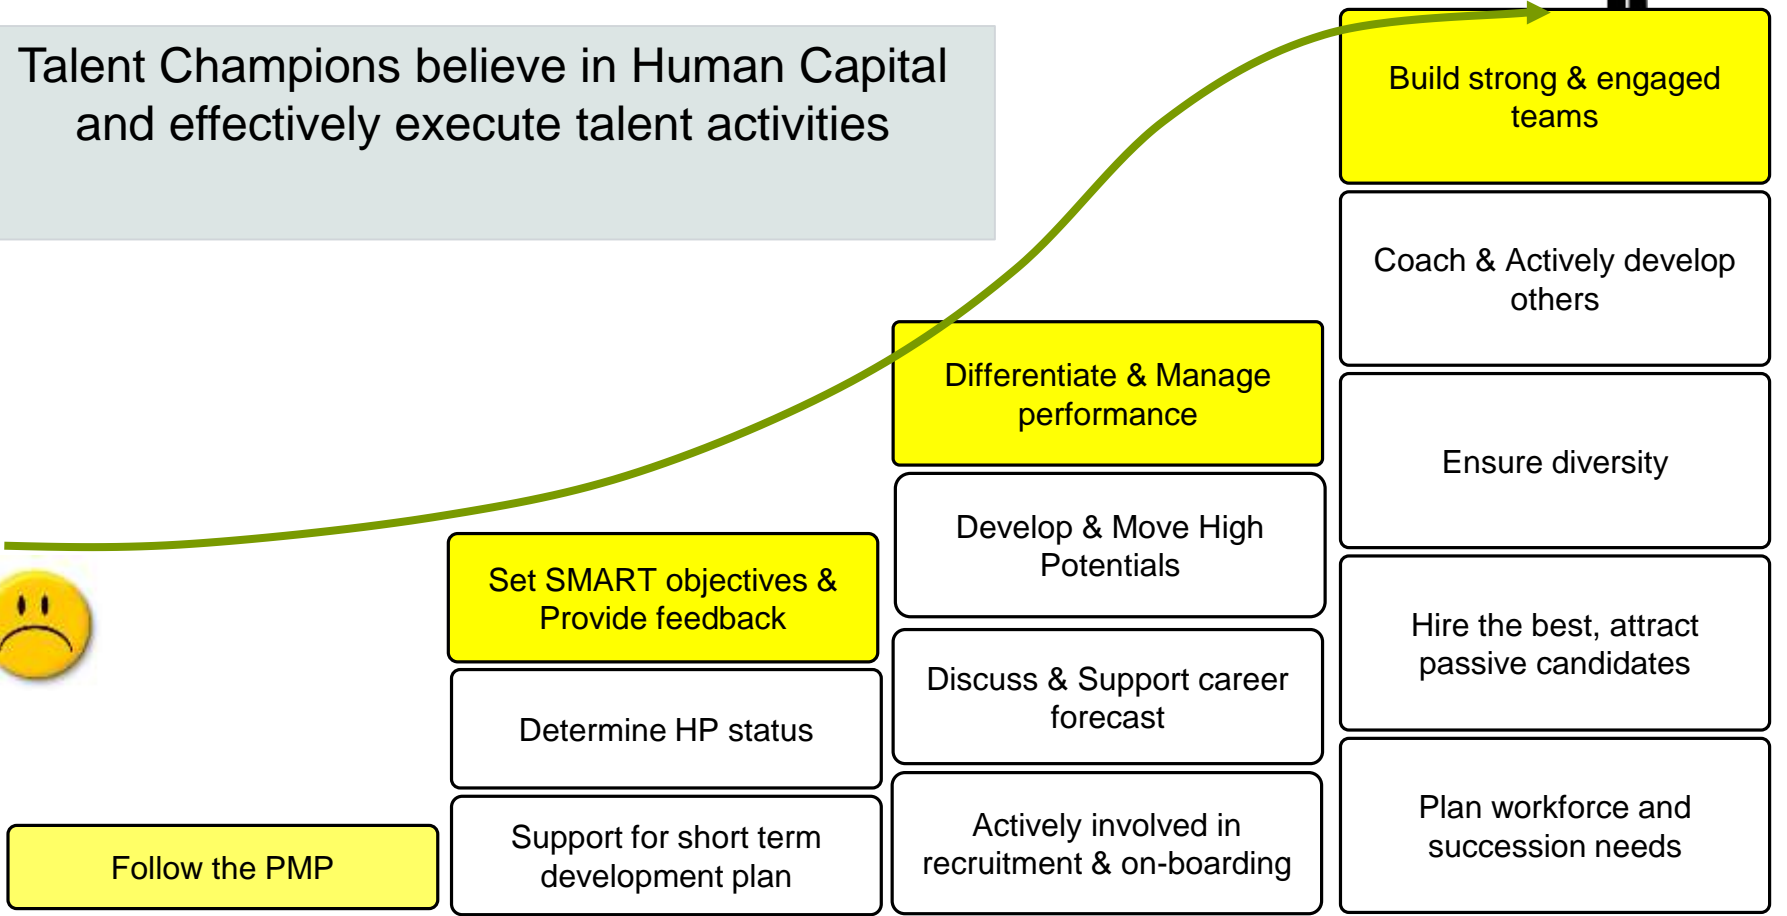 Talent Champions believe in Human Capital
and effectively execute talent activities
Follow the PMP
Set SMART objectives &
Provide feedback
Determine HP status
Support for short term
development plan
Differentiate & Manage
performance
Develop & Move High
Potentials
Discuss & Support career
forecast
Actively involved in
recruitment & on-boarding
Build strong & engaged
teams
Coach & Actively develop
others
Ensure diversity
Hire the best, attract
passive candidates
Plan workforce and
succession needs